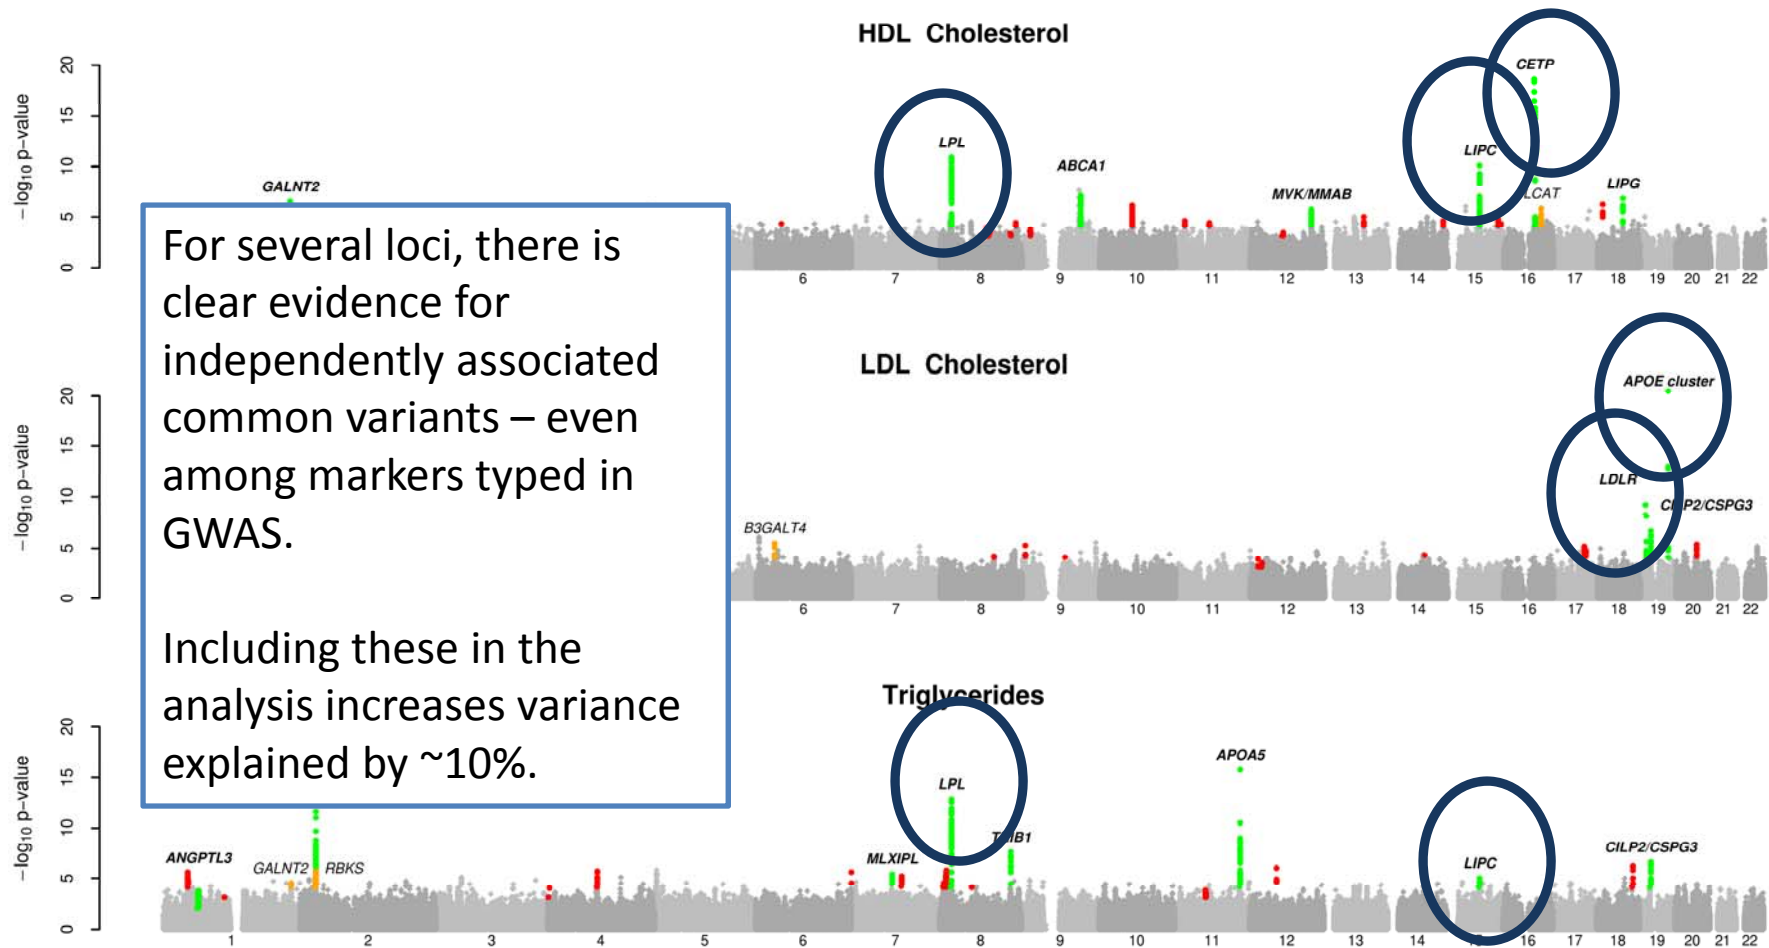 HDL Cholesterol
– log10 p–value
20
15
10
5
0
GALNT2
LPL
ABCA1
MVK/MMAB
LIPC
CETP
LCAT
LIPG
6 7 8 9 10 11 12 13 14 15 16 17 18 19 20 21 22
For several loci, there is
clear evidence for
independently associated
common variants – even
among markers typed in
GWAS.
Including these in the
analysis increases variance
explained by ~10%.
LDL Cholesterol
– log10 p–value
20
15
10
5
0
B3GALT4
APOE cluster
LDLR
CILP2/CSPG3
6 7 8 9 10 11 12 13 14 15 16 17 18 19 20 21 22
Triglycerides
– log10 p–value
20
15
10
5
0
ANGPTL3
GALNT2
RBKS
MLXIPL
LPL
TRIB1
APOA5
LIPC
CILP2/CSPG3
1 2 3 4 5 6 7 8 9 10 11 12 13 14 15 16 17 18 19 20 21 22